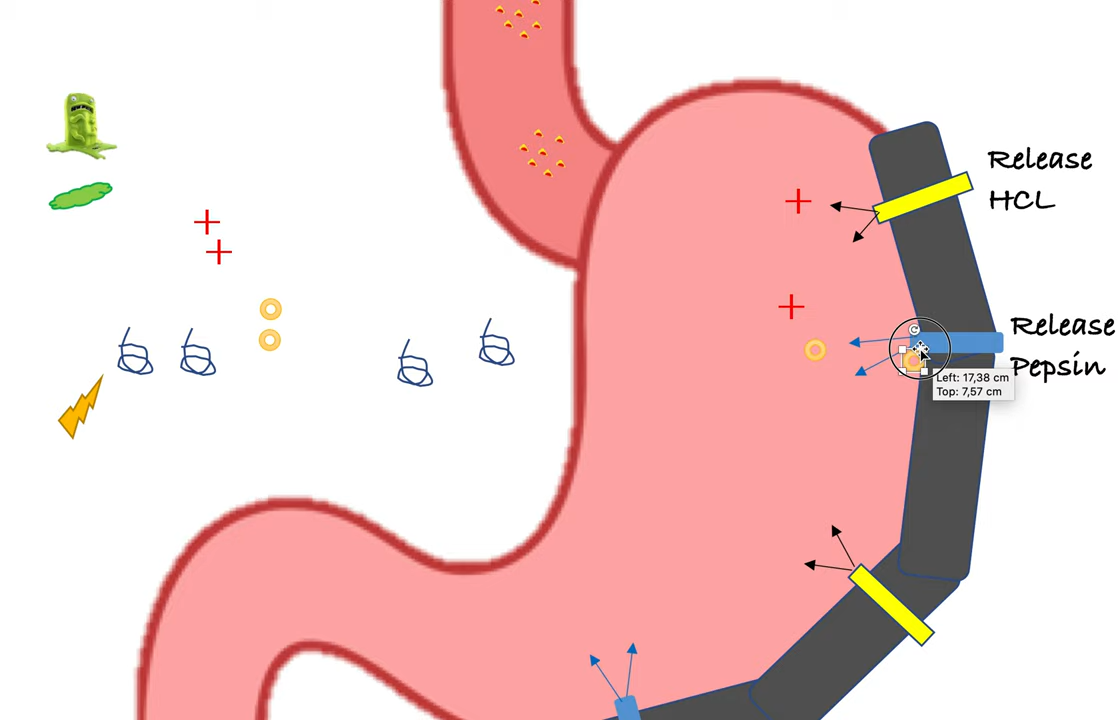 Release
HCL
Release
Pepsin
Left: 17,38 cm
Top: 7,57 cm